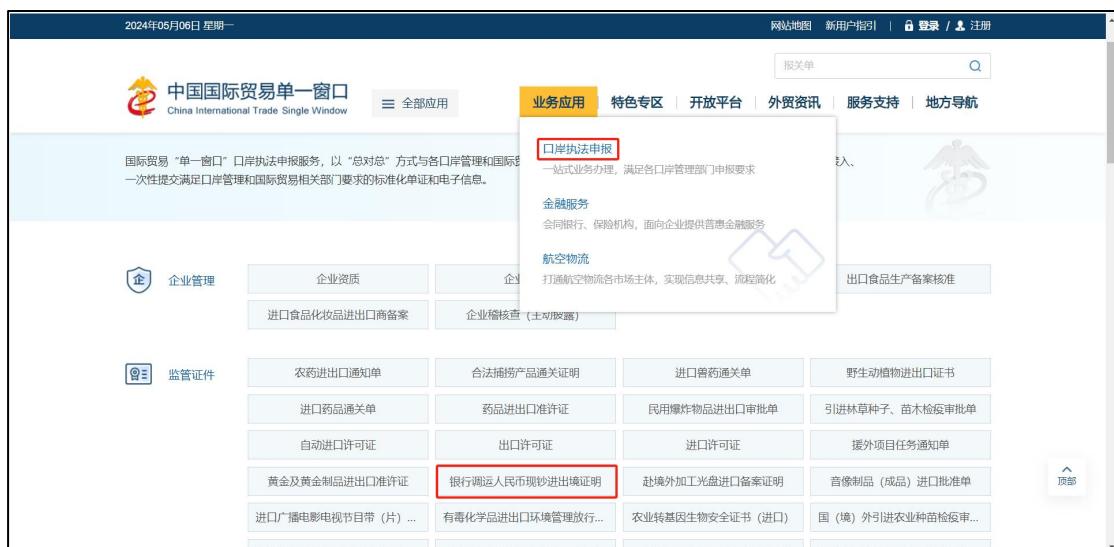 2024年05月06日 星期一
网站地图 新用户指引 | 登录 / 注册
报关单
中国国际贸易单一窗口
China International Trade Single Window
全部应用
业务应用 特色专区 开放平台 外贸资讯 服务支持 地方导航
口岸执法申报
一站式业务办理,满足各口岸管理部门申报要求
金融服务
会同银行、保险机构,面向企业提供普惠金融服务
航空物流
打通航空物流各市场主体,实现信息共享、流程简化
国际贸易“单一窗口”口岸执法申报服务,以“总对总”方式与各口岸管理和国际贸
入、
一次性提交满足口岸管理和国际贸易相关部门要求的标准化单证和电子信息。
企业管理
企业资质 企业 出口食品生产备案核准
进口食品化妆品进出口商备案 企业稽核查(主动披露)
监管证件
农药进出口通知单 合法捕捞产品通关证明 进口兽药通关单 野生动植物进出口证书
进口药品通关单 药品进出口准许证 民用爆炸物品进出口审批单 引进林草种子、苗木检疫审批单
自动进口许可证 出口许可证 进口许可证 援外项目任务通知单
黄金及黄金制品进出口准许证 银行调运人民币现钞进出境证明 赴境外加工光盘进口备案证明 音像制品(成品)进口批准单
进口广播电影电视节目带(片)... 有毒化学品进出口环境管理放行... 农业转基因生物安全证书(进口) 国(境)外引进农业种苗检疫审...
顶部